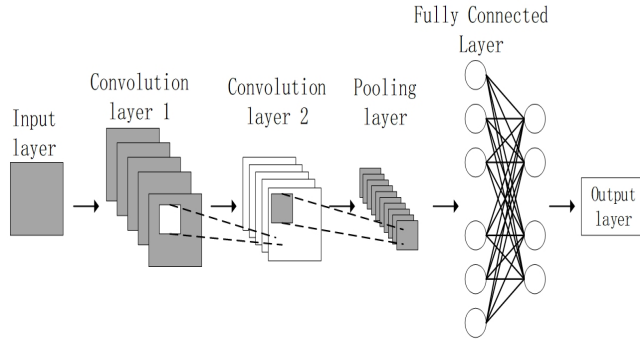 Input
layer
Convolution
layer 1
Convolution
layer 2
Pooling
layer
Fully Connected
Layer
Output
layer